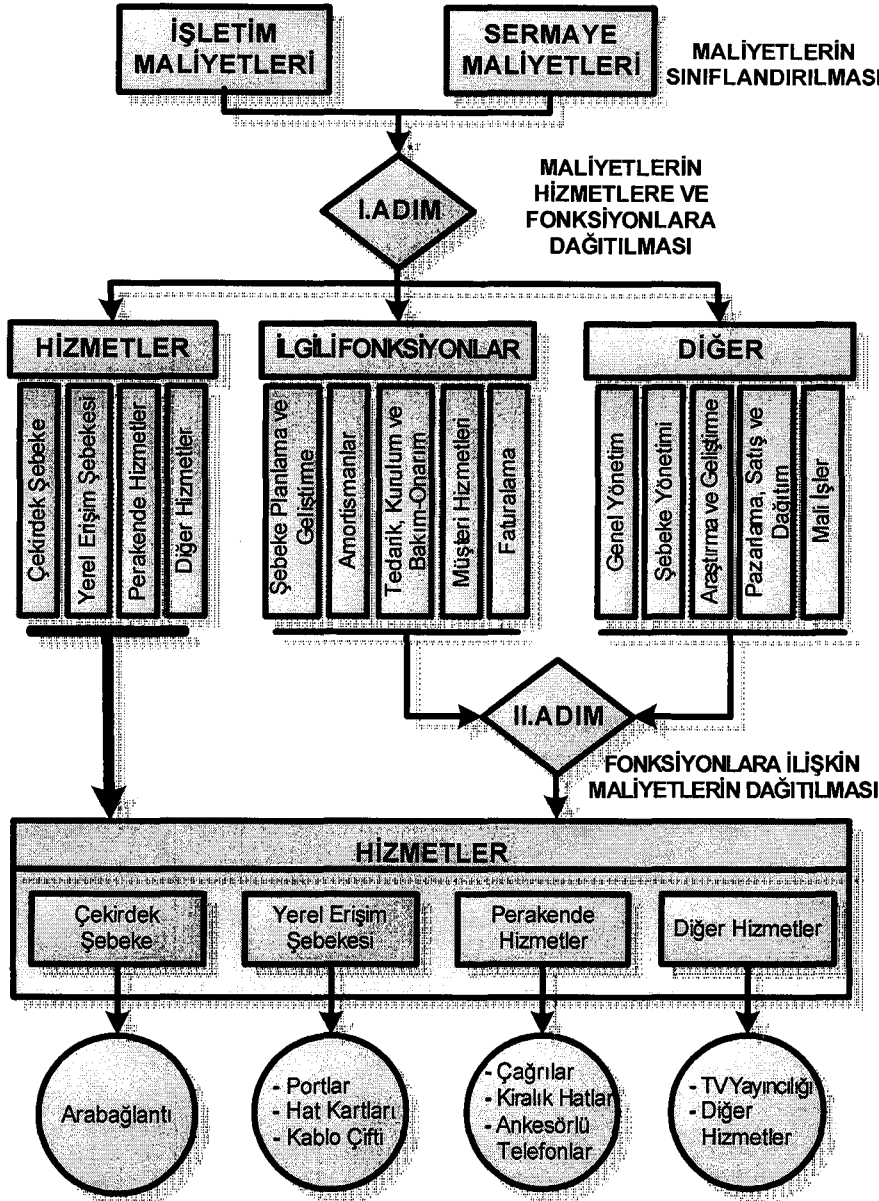 İŞLETİM
MALİYETLERİ
SERMAYE
MALİYETLERİ
MALİYETLERİN
SINIFLANDIRILMASI
I.ADIM
MALİYETLERİN
HİZMETLERE VE
FONKSİYONLARA
DAĞITILMASI
HİZMETLER
İLGİLİ FONKSİYONLAR
DİĞER
Çekirdek Şebeke
Yerel Erişim Şebekesi
Perakende Hizmetler
Diğer Hizmetler
Şebeke Planlama ve
Geliştirme
Amortismanlar
Tedarik, Kurulum ve
Bakım-Onarım
Müşteri Hizmetleri
Faturalama
Genel Yönetim
Şebeke Yönetimi
Araştırma ve Geliştirme
Pazarlama, Satış ve
Dağıtım
Mali İşler
II.ADIM
FONKSİYONLARA İLİŞKİN
MALİYETLERİN DAĞITILMASI
HİZMETLER
Çekirdek
Şebeke
Yerel Erişim
Şebekesi
Perakende
Hizmetler
Diğer Hizmetler
Arabağlantı
- Portlar
- Hat Kartları
- Kablo Çifti
- Çağrılar
- Kiralık Hatlar
- Ankesörlü
Telefonlar
- TV Yayıncılığı
- Diğer
Hizmetler